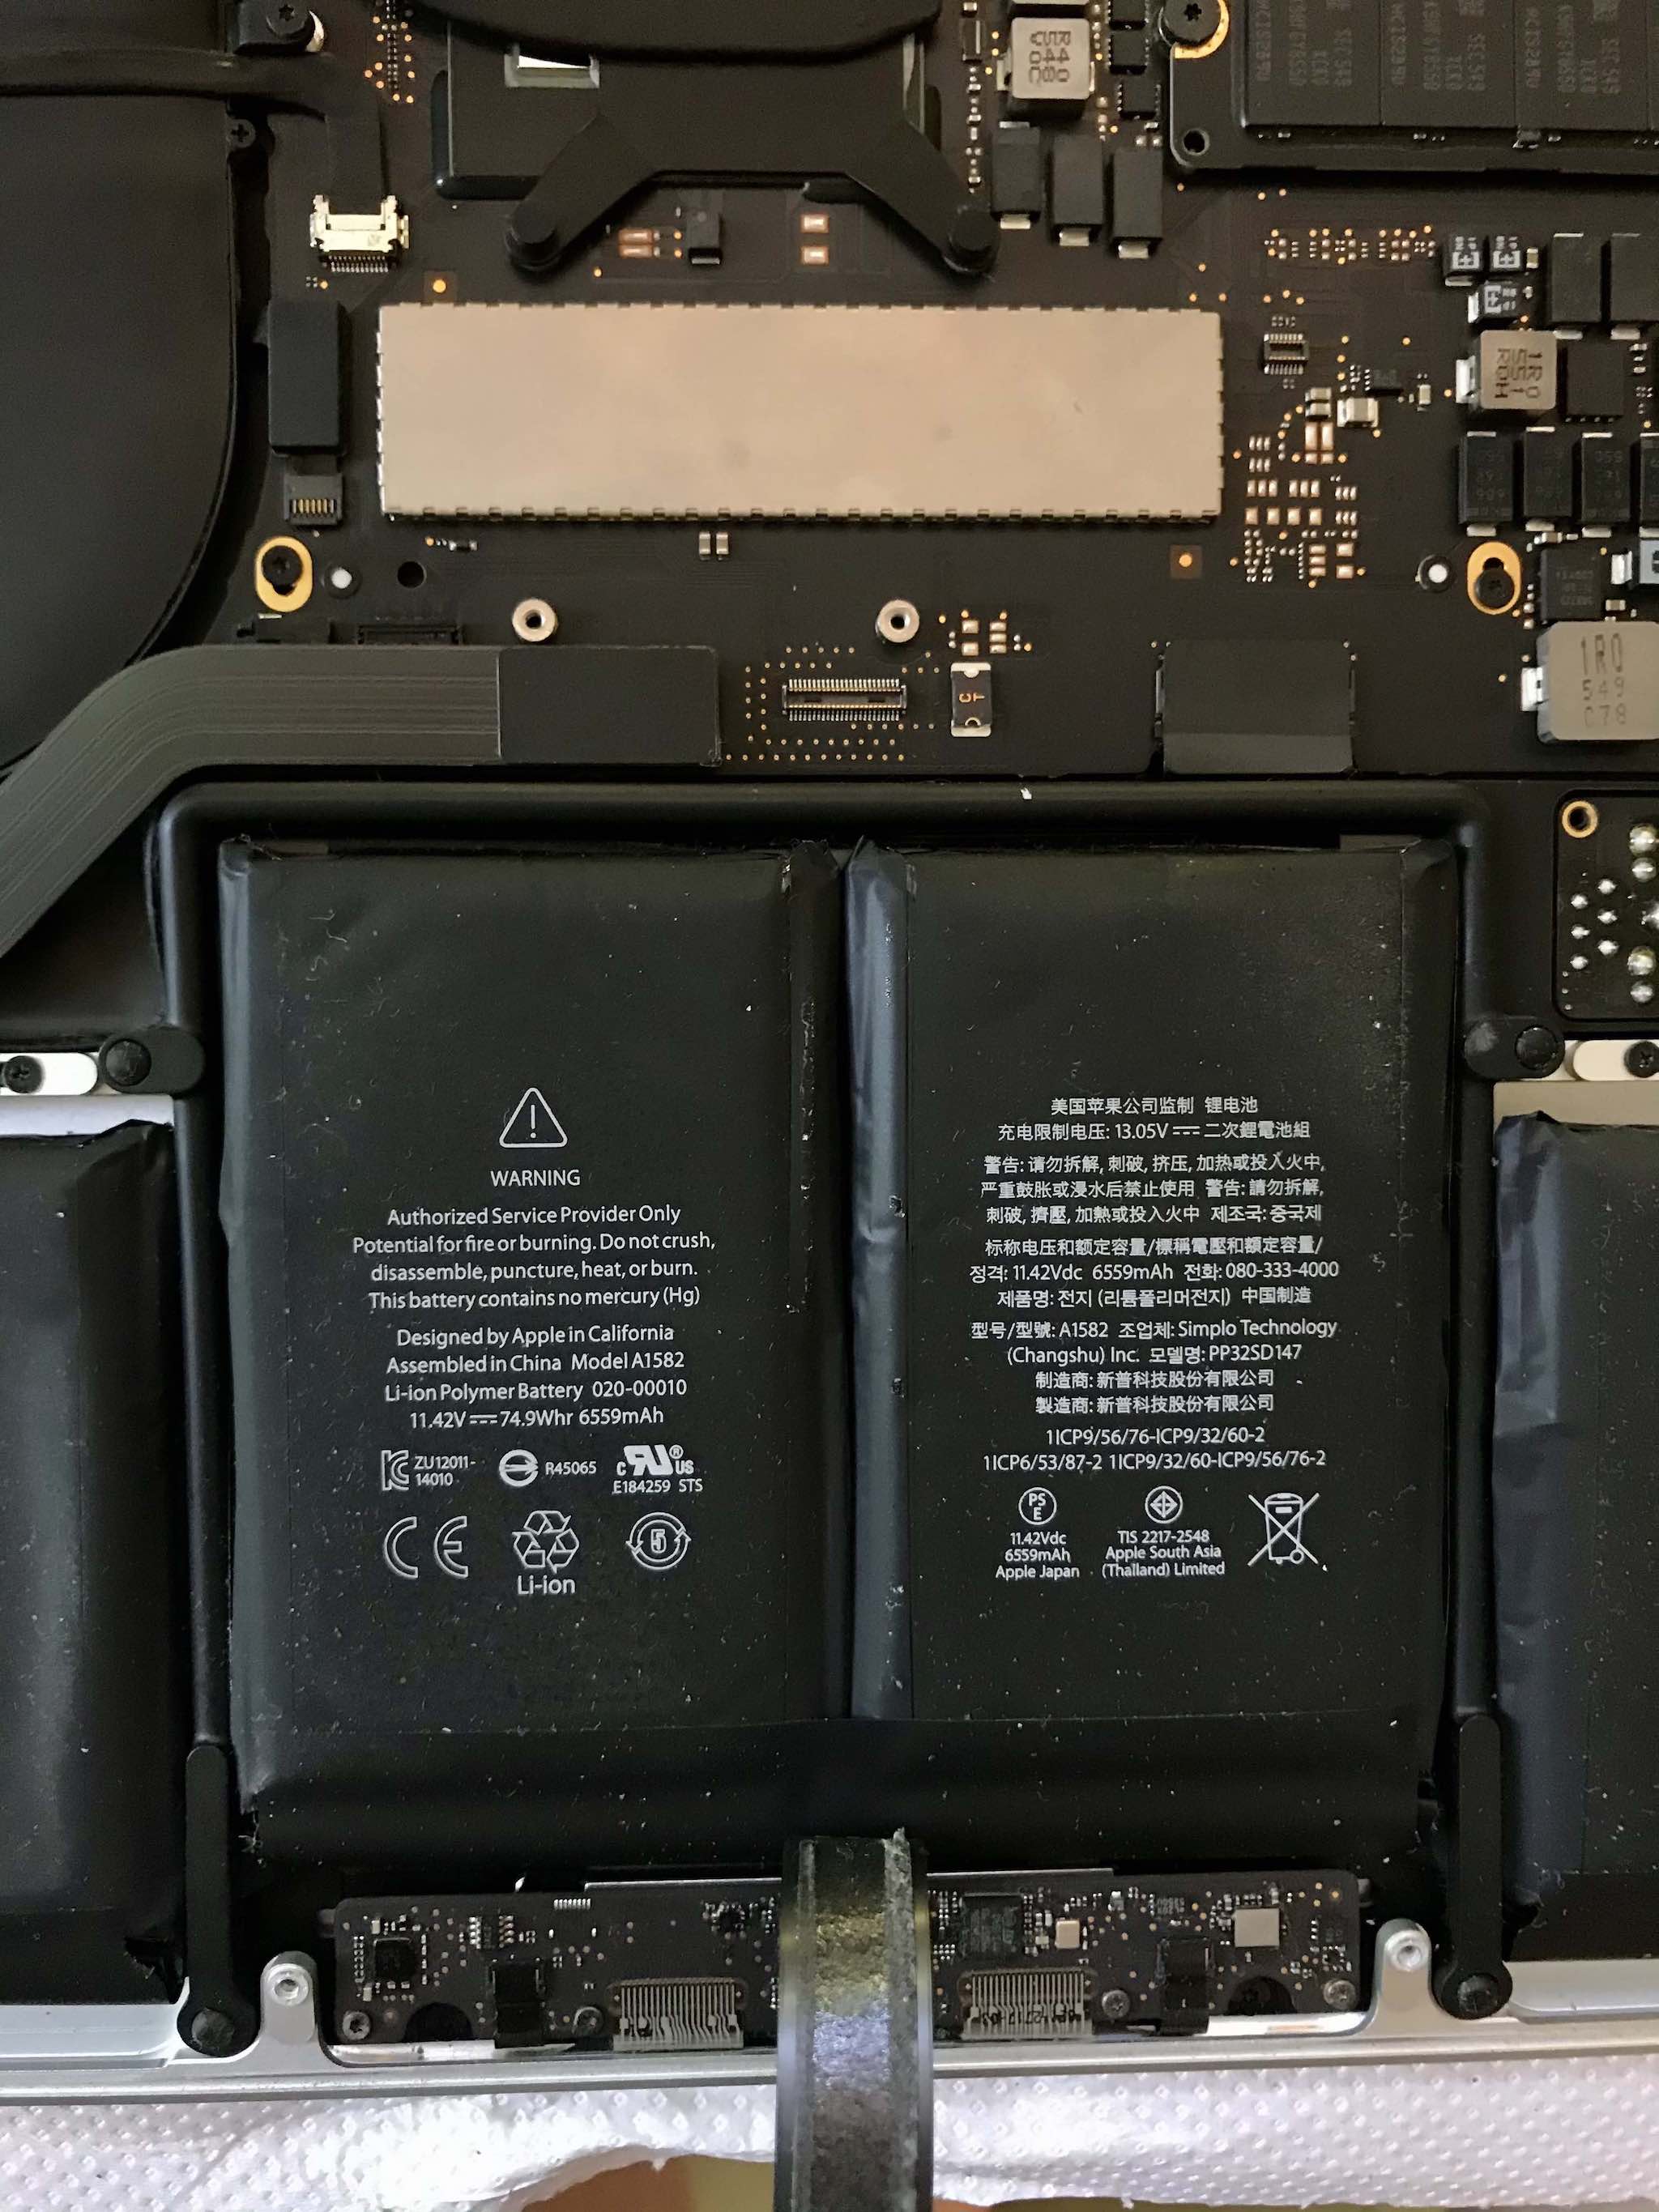 R40
448
VOC
1R0
551
RDH
C
T
1R0
549
C78
WARNING
Authorized Service Provider Only
Potential for fire or burning. Do not crush,
disassemble, puncture, heat, or burn.
This battery contains no mercury (Hg)
Designed by Apple in California
Assembled in China Model A1582
Li-ion Polymer Battery 020-00010
11.42V⎓74.9Whr 6559mAh
ZU12011-
14010
R45065
c RU ® US
E184259 STS
CE
5
Li-ion
美国苹果公司监制 锂电池
充电限制电压: 13.05V⎓二次鋰電池組
警告: 请勿拆解, 刺破, 挤压, 加热或投入火中,
严重鼓胀或浸水后禁止使用 警告: 請勿拆解,
刺破, 擠壓, 加熱或投入火中 제조국: 중국제
标称电压和额定容量/標稱電壓和額定容量/
정격: 11.42Vdc 6559mAh 전화: 080-333-4000
제품명: 전지 (리튬폴리머전지) 中国制造
型号/型號: A1582 조업체: Simplo Technology
(Changshu) Inc. 모델명: PP32SD147
制造商: 新普科技股份有限公司
製造商: 新普科技股份有限公司
1ICP9/56/76-ICP9/32/60-2
1ICP6/53/87-2 1ICP9/32/60-ICP9/56/76-2
PS
E
11.42Vdc
6559mAh
Apple Japan
TIS 2217-2548
Apple South Asia
(Thailand) Limited